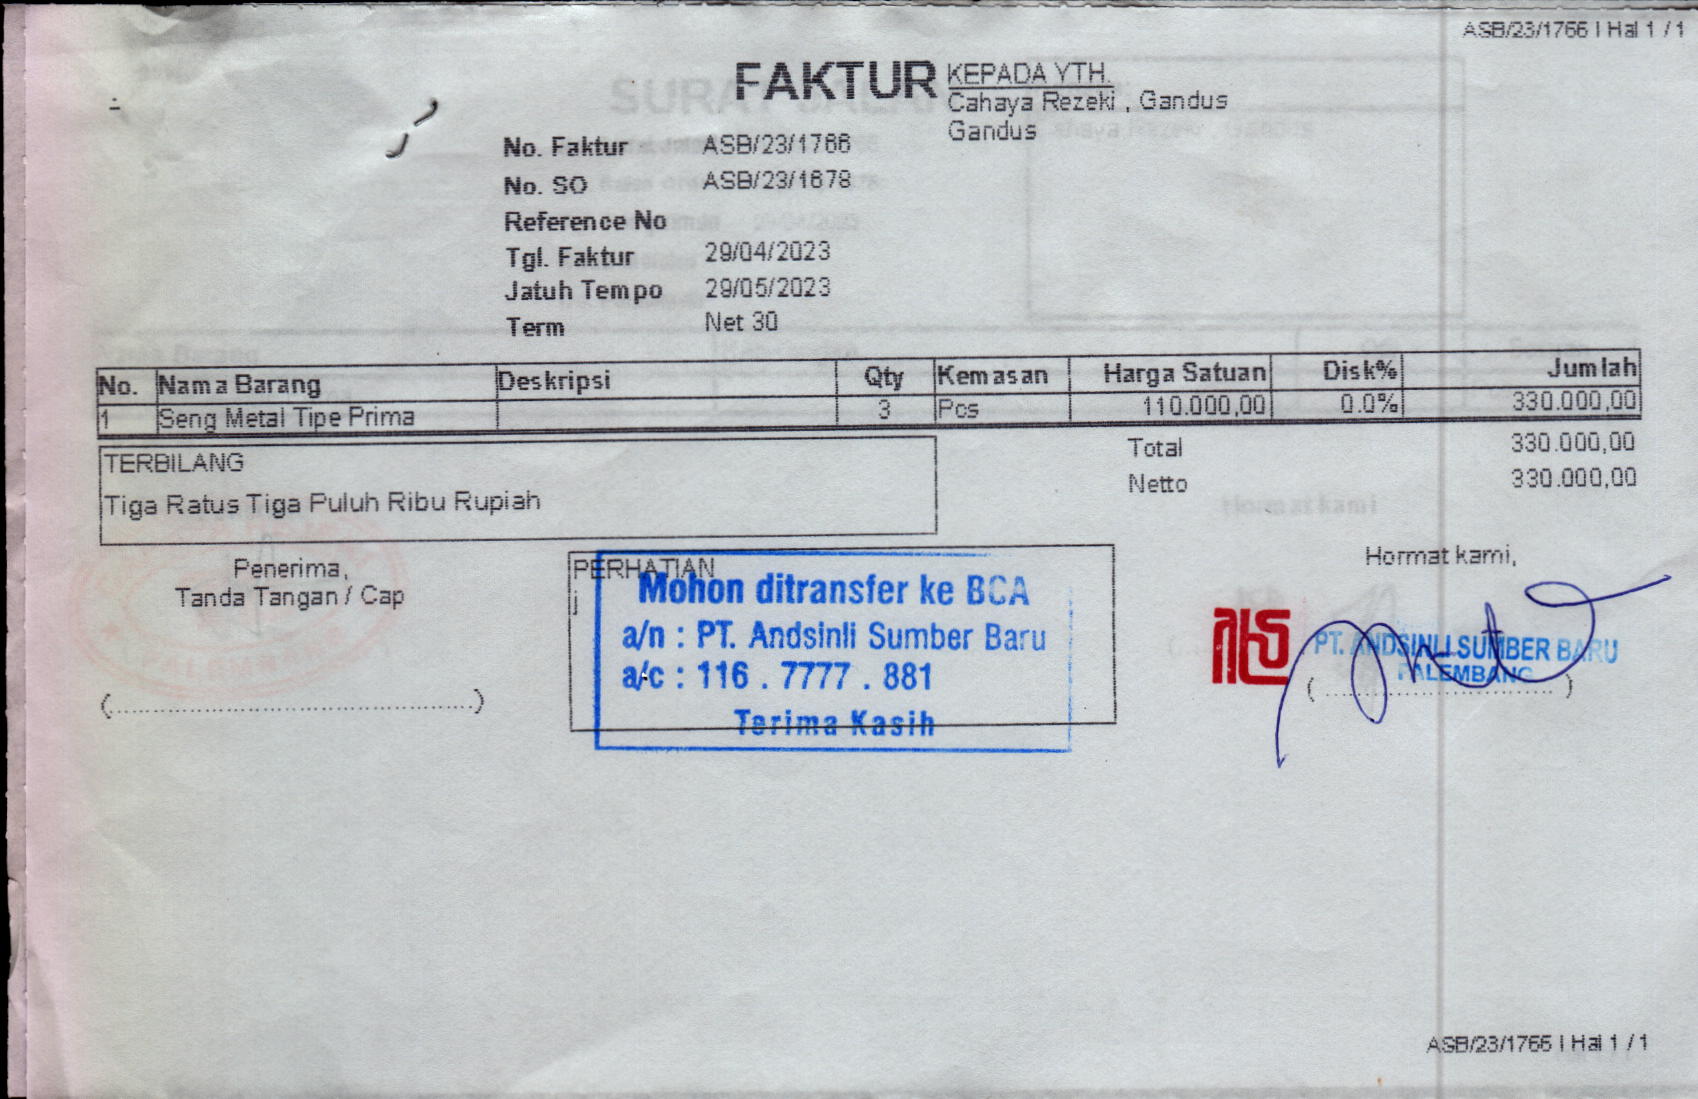 ASB/23/1766 | Hal 1 / 1
FAKTUR
KEPADA YTH.
Cahaya Rezeki , Gandus
Gandus
No. Faktur ASB/23/1766
No. SO ASB/23/1678
Reference No
Tgl. Faktur 29/04/2023
Jatuh Tempo 29/05/2023
Term Net 30
No. Nama Barang Deskripsi Qty Kemasan Harga Satuan Disk% Jumlah
1 Seng Metal Tipe Prima 3 Pcs 110.000,00 0.0% 330.000,00
Total 330.000,00
Netto 330.000,00
TERBILANG
Tiga Ratus Tiga Puluh Ribu Rupiah
Penerima,
Tanda Tangan / Cap
(........................................................)
PERHATIAN
j
Mohon ditransfer ke BCA
a/n : PT. Andsinli Sumber Baru
a/c : 116 . 7777 . 881
Terima Kasih
Hormat kami,
PT. ANDSINLI SUMBER BARU
PALEMBANG
(....................................)
ASB/23/1766 | Hal 1 / 1